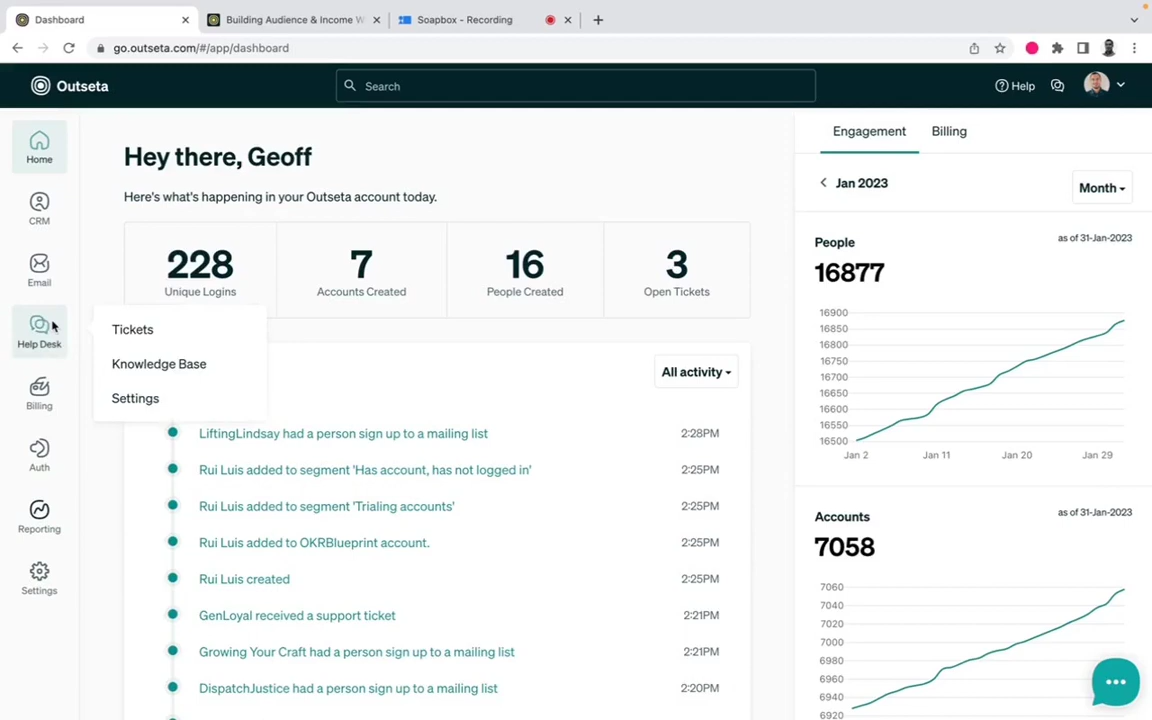 Dashboard
Building Audience & Income W
Soapbox - Recording
go.outseta.com/#/app/dashboard
Outseta
Search
Help
Home
CRM
Email
Help Desk
Billing
Auth
Reporting
Settings
Tickets
Knowledge Base
Settings
Hey there, Geoff
Here's what's happening in your Outseta account today.
228
Unique Logins
7
Accounts Created
16
People Created
3
Open Tickets
All activity
LiftingLindsay had a person sign up to a mailing list 2:28PM
Rui Luis added to segment 'Has account, has not logged in' 2:25PM
Rui Luis added to segment 'Trialing accounts' 2:25PM
Rui Luis added to OKRBlueprint account. 2:25PM
Rui Luis created 2:25PM
GenLoyal received a support ticket 2:21PM
Growing Your Craft had a person sign up to a mailing list 2:21PM
DispatchJustice had a person sign up to a mailing list 2:20PM
Engagement Billing
Jan 2023
Month
People as of 31-Jan-2023
16877
16900
16850
16800
16750
16700
16650
16600
16550
16500
Jan 2 Jan 11 Jan 20 Jan 29
Accounts as of 31-Jan-2023
7058
7060
7040
7020
7000
6980
6960
6940
6920